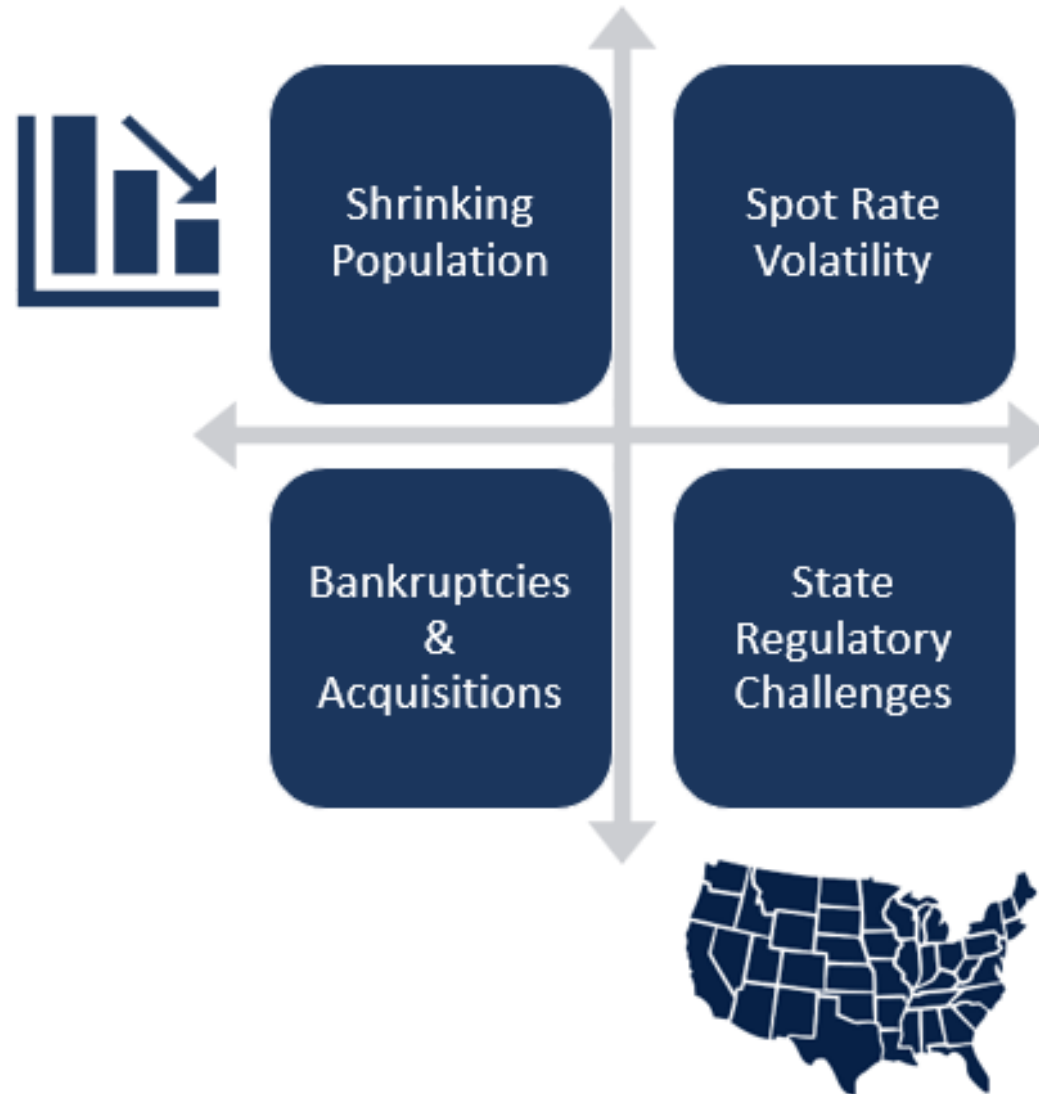 Shrinking
Population
Spot Rate
Volatility
Bankruptcies
&
Acquisitions
State
Regulatory
Challenges